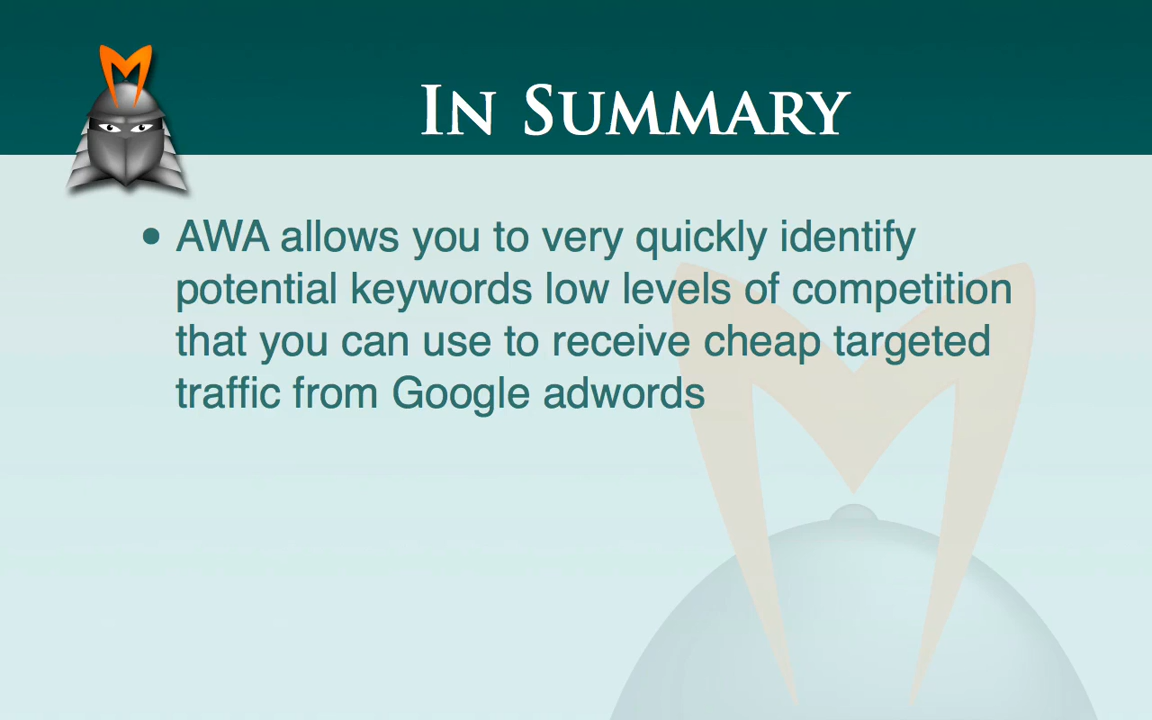 In Summary
• AWA allows you to very quickly identify
potential keywords low levels of competition
that you can use to receive cheap targeted
traffic from Google adwords